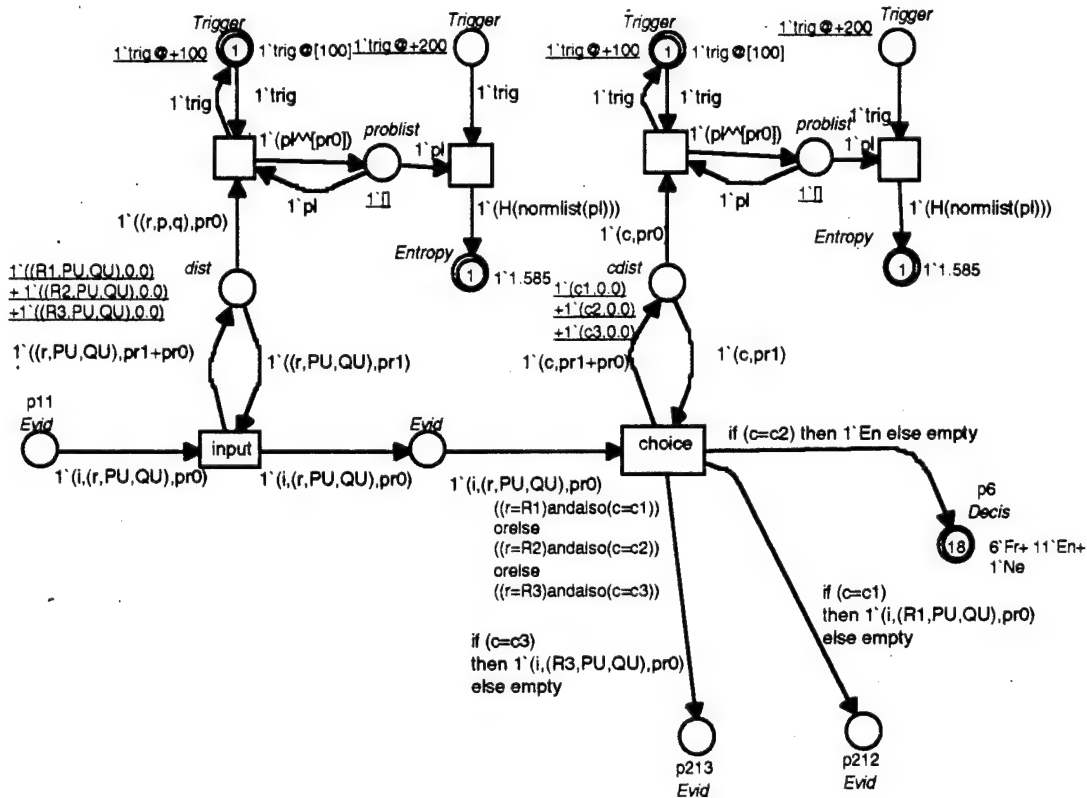 Trigger
Trigger
Trigger
Trigger
1`trig @+100
1
1`trig @[100]
1`trig @+200
1`trig @+100
1
1`trig @[100]
1`trig @+200
1`trig
1`trig
1`trig
1`trig
1`trig
1`trig
1`(pl^^[pr0])
problist
1`pl
1`(pl^^[pr0])
problist
1`pl
1`pl
1`[]
1`pl
1`[]
1`((r,p,q),pr0)
1`(H(normlist(pl)))
1`(c,pr0)
1`(H(normlist(pl)))
dist
Entropy
1
1`1.585
cdist
Entropy
1
1`1.585
1`((R1,PU,QU),0.0)
+ 1`((R2,PU,QU),0.0)
+1`((R3,PU,QU),0.0)
1`(c1,0.0)
+1`(c2,0.0)
+1`(c3,0.0)
1`((r,PU,QU),pr1+pr0)
1`((r,PU,QU),pr1)
1`(c,pr1+pr0)
1`(c,pr1)
p11
Evid
input
Evid
choice
if (c=c2) then 1`En else empty
1`(i,(r,PU,QU),pr0)
1`(i,(r,PU,QU),pr0)
1`(i,(r,PU,QU),pr0)
((r=R1)andalso(c=c1))
orelse
((r=R2)andalso(c=c2))
orelse
((r=R3)andalso(c=c3))
p6
Decis
18
6`Fr+ 11`En+
1`Ne
if (c=c1)
then 1`(i,(R1,PU,QU),pr0)
else empty
if (c=c3)
then 1`(i,(R3,PU,QU),pr0)
else empty
p213
Evid
p212
Evid